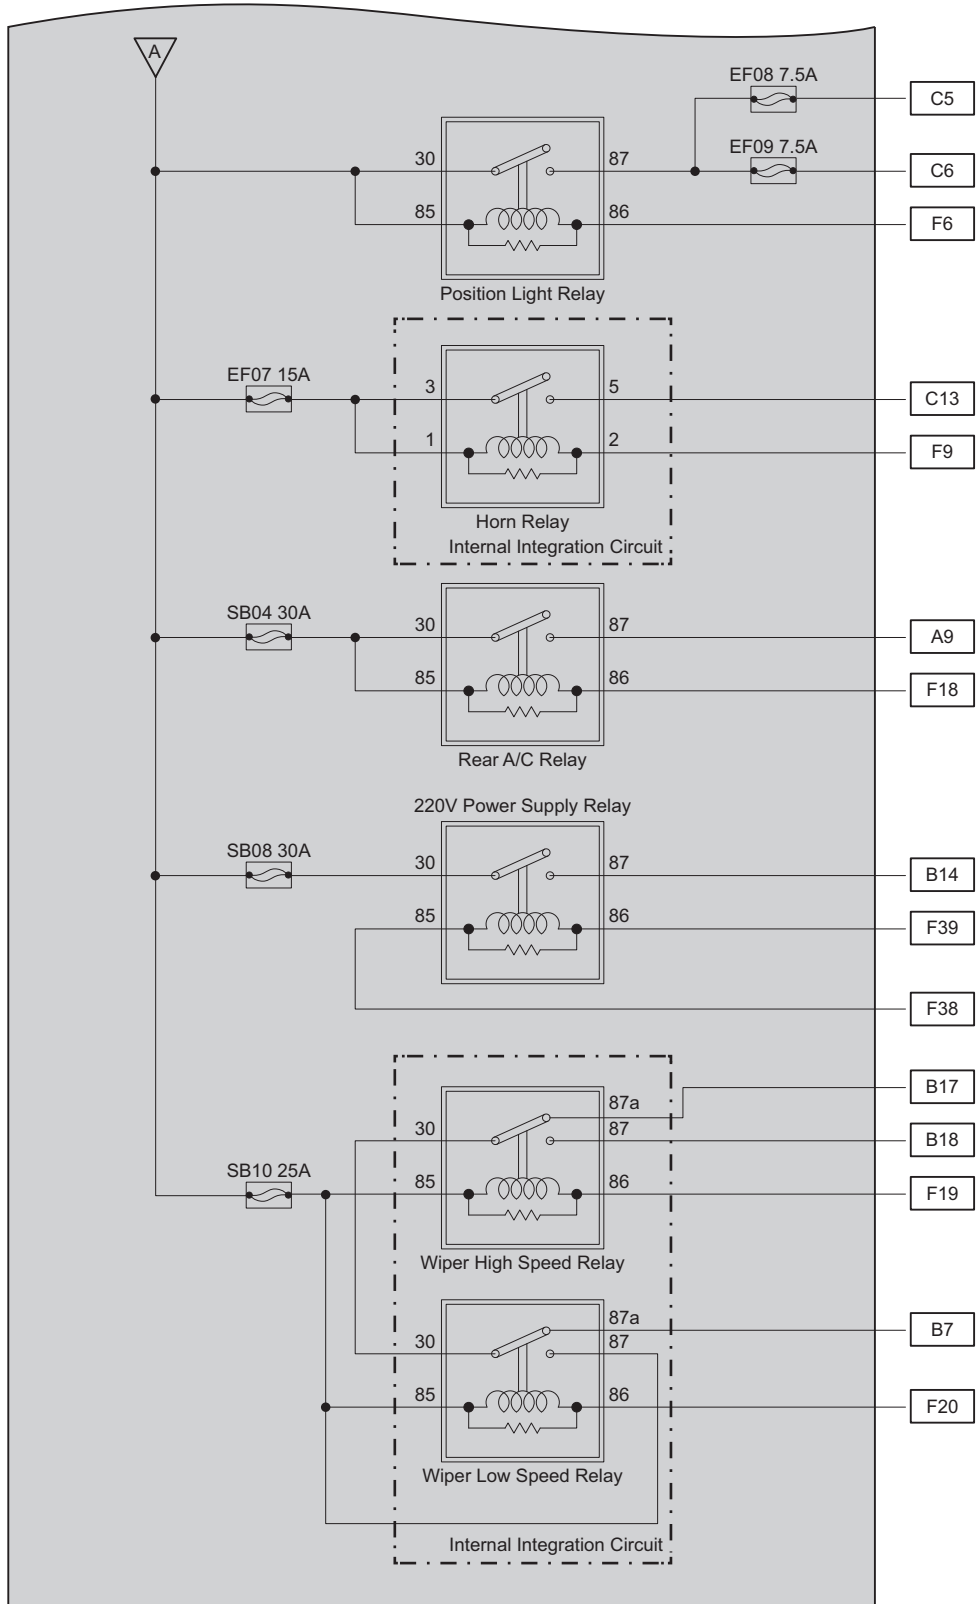 A
EF08 7.5A
C5
EF09 7.5A
30
87
C6
85
86
F6
Position Light Relay
EF07 15A
3
5
C13
1
2
F9
Horn Relay
Internal Integration Circuit
SB04 30A
30
87
A9
85
86
F18
Rear A/C Relay
220V Power Supply Relay
SB08 30A
30
87
B14
85
86
F39
F38
B17
87a
30
87
B18
SB10 25A
85
86
F19
Wiper High Speed Relay
87a
B7
30
87
85
86
F20
Wiper Low Speed Relay
Internal Integration Circuit